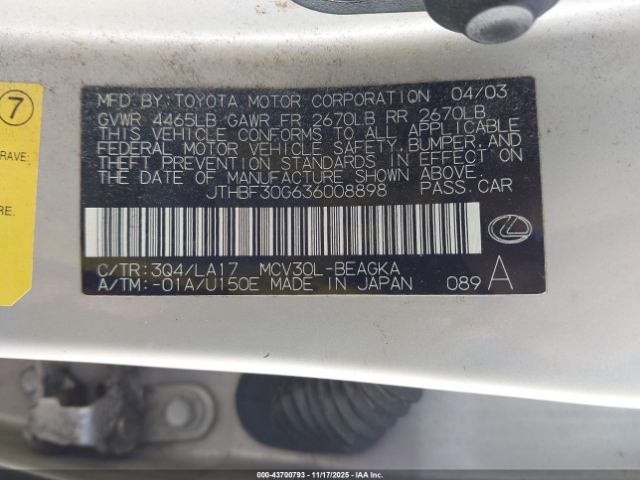 7
RAVE:
RE.
MFD. BY: TOYOTA MOTOR CORPORATION 04/03
GVWR 4465LB GAWR FR 2670LB RR 2670LB
THIS VEHICLE CONFORMS TO ALL APPLICABLE
FEDERAL MOTOR VEHICLE SAFETY, BUMPER, AND
THEFT PREVENTION STANDARDS IN EFFECT ON
THE DATE OF MANUFACTURE SHOWN ABOVE.
JTHBF30G636008898 PASS. CAR
C/TR: 3Q4/LA17 MCV30L-BEAGKA
A/TM: -01A/U150E MADE IN JAPAN 089 A
000-43700793 - 11/17/2025 - IAAI.CA